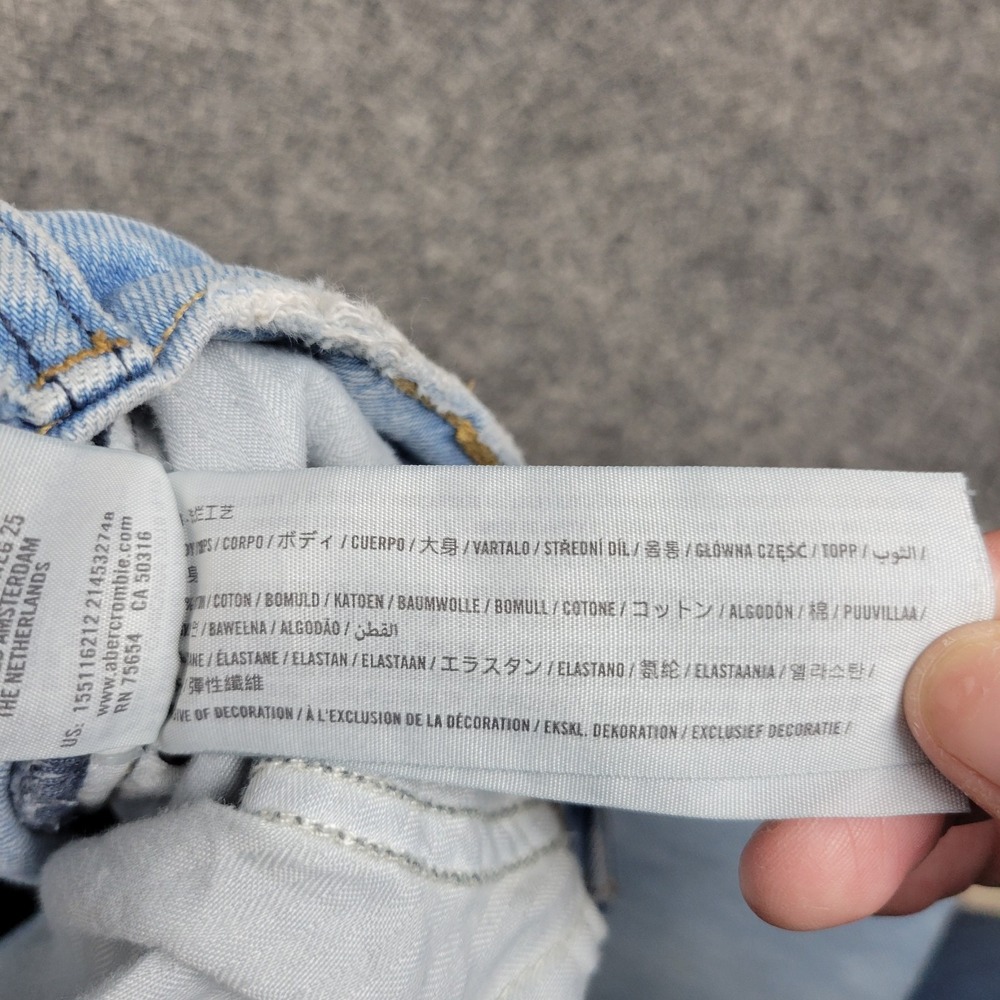 工艺
/ CORPO / ボディ / CUERPO / 大身 / VARTALO / STŘEDNÍ DÍL / 몸통 / GŁÓWNA CZĘŚĆ / TOPP / الثوب /
身
/ COTON / BOMULD / KATOEN / BAUMWOLLE / BOMULL / COTONE / コットン / ALGODÓN / 棉 / PUUVILLAA /
/ BAWEŁNA / ALGODÃO / القطن
/ ÉLASTANE / ELASTAN / ELASTAAN / エラスタン / ELASTANO / 氨纶 / ELASTAANIA / 엘라스탄 /
/ 彈性纖維
OF DECORATION / À L'EXCLUSION DE LA DÉCORATION / EKSKL. DEKORATION / EXCLUSIEF DECORATIE /
25
AMSTERDAM
THE NETHERLANDS
US: 155116212 214532748
www.abercrombie.com
RN 75654 CA 50316